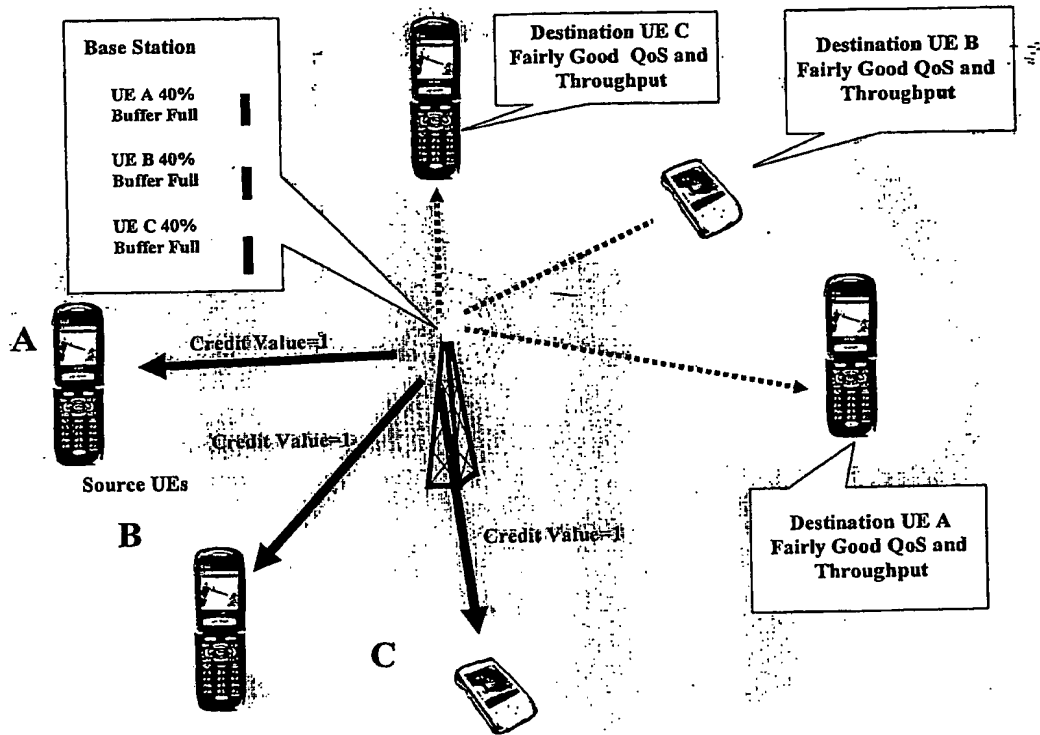 Base Station
UE A 40%
Buffer Full
UE B 40%
Buffer Full
UE C 40%
Buffer Full
Destination UE C
Fairly Good QoS and
Throughput
Destination UE B
Fairly Good QoS and
Throughput
A
Credit Value=1
Credit Value=1
Source UEs
B
Credit Value=1
C
Destination UE A
Fairly Good QoS and
Throughput